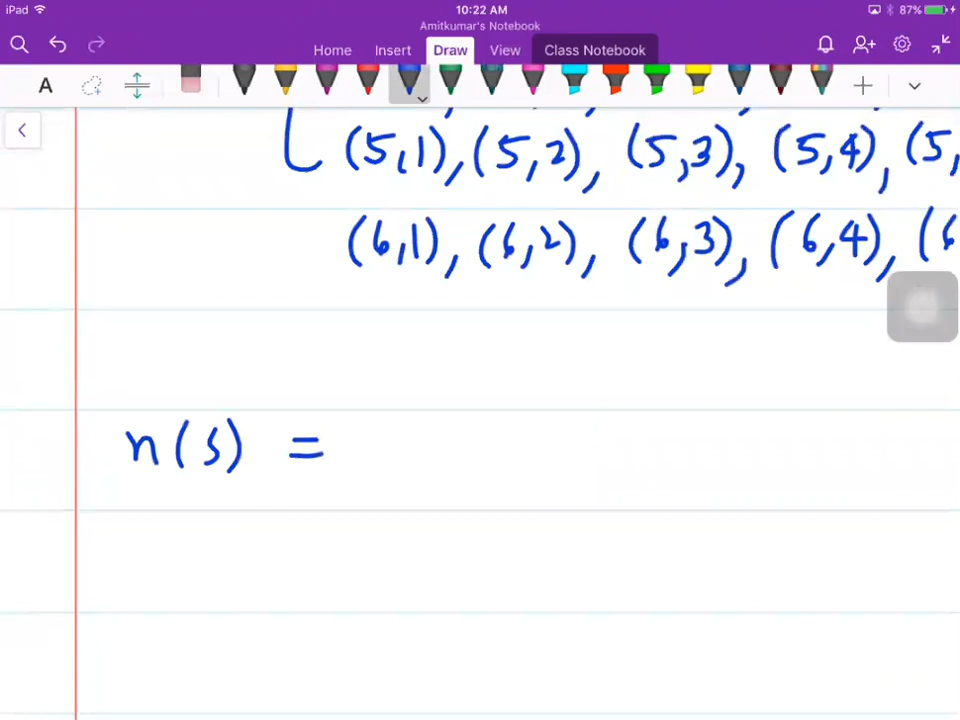 iPad 10:22 AM 87%
Amitkumar's Notebook
Home Insert Draw View Class Notebook
A
(5,1), (5,2), (5,3), (5,4), (5,
(6,1), (6,2), (6,3), (6,4), (6
n(s) =